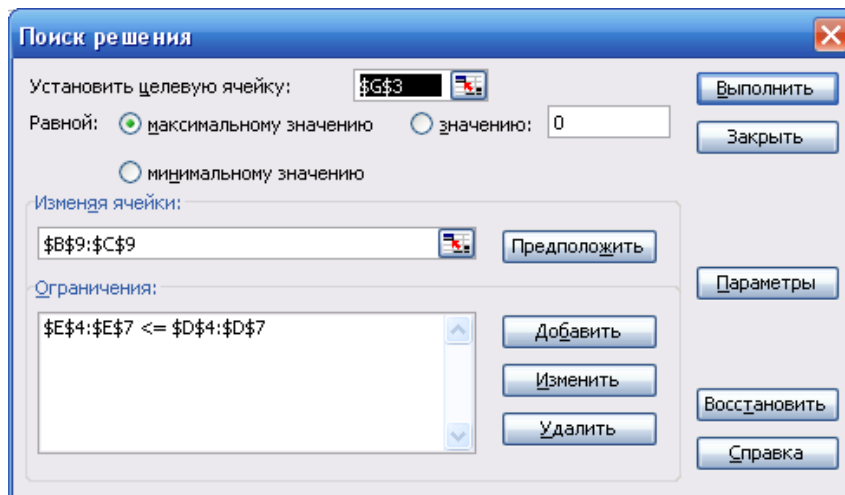 Поиск решения
Установить целевую ячейку: $G$3
Выполнить
Равной: максимальному значению значению: 0
Закрыть
минимальному значению
Изменяя ячейки:
$B$9:$C$9
Предположить
Ограничения:
Параметры
$E$4:$E$7 <= $D$4:$D$7
Добавить
Изменить
Восстановить
Удалить
Справка